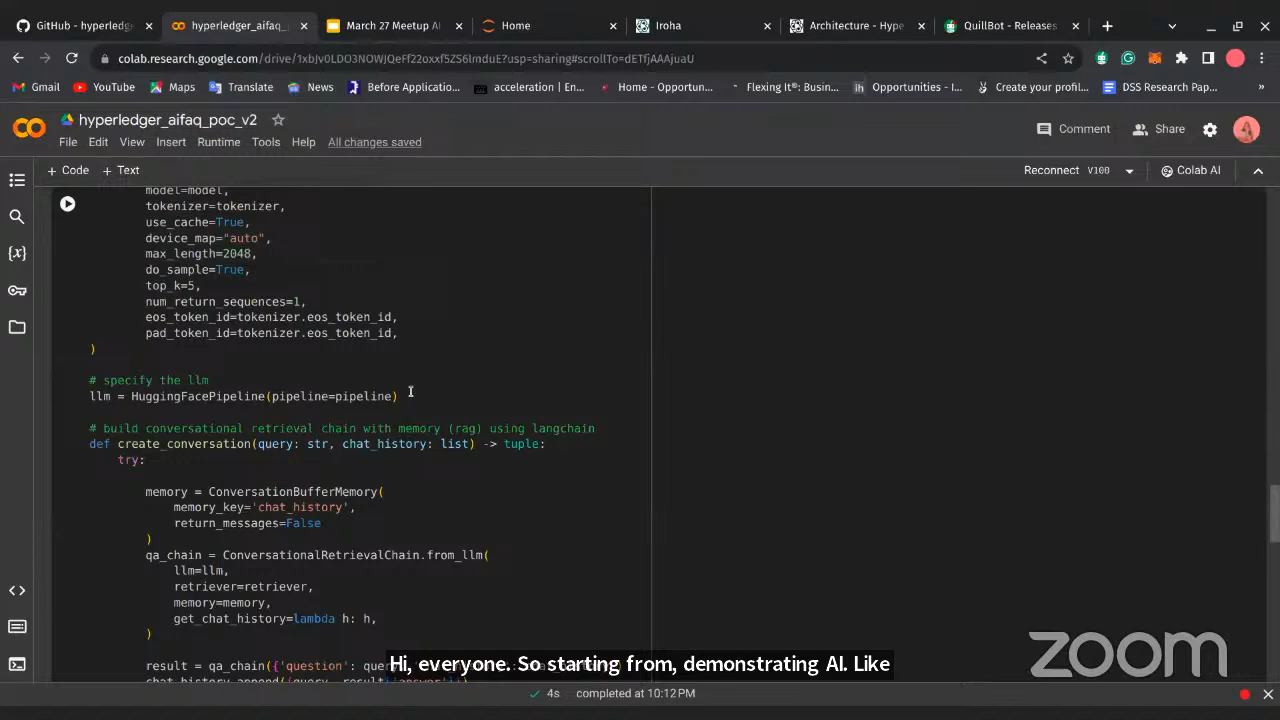 GitHub - hyperledg
hyperledger_aifaq_
March 27 Meetup AI
Home
Iroha
Architecture - Hype
QuillBot - Releases
colab.research.google.com/drive/1xbJv0LDO3NOWJQeFf22oxxf5ZS6lmduE?usp=sharing#scrollTo=dETfjAAAjuaU
Gmail
YouTube
Maps
Translate
News
Before Applicatio...
acceleration | En...
Home - Opportun...
Flexing It®: Busin...
Opportunities - I...
Create your profil...
DSS Research Pap...
»
hyperledger_aifaq_poc_v2
Comment
Share
File Edit View Insert Runtime Tools Help All changes saved
+ Code + Text
Reconnect V100
Colab AI
model=model,
tokenizer=tokenizer,
use_cache=True,
device_map="auto",
max_length=2048,
do_sample=True,
top_k=5,
num_return_sequences=1,
eos_token_id=tokenizer.eos_token_id,
pad_token_id=tokenizer.eos_token_id,
)
# specify the llm
llm = HuggingFacePipeline(pipeline=pipeline)
# build conversational retrieval chain with memory (rag) using langchain
def create_conversation(query: str, chat_history: list) -> tuple:
try:
memory = ConversationBufferMemory(
memory_key='chat_history',
return_messages=False
)
qa_chain = ConversationalRetrievalChain.from_llm(
llm=llm,
retriever=retriever,
memory=memory,
get_chat_history=lambda h: h,
)
result = qa_chain({'question': quer
Hi, everyone. So starting from, demonstrating AI. Like
zoom
4s completed at 10:12 PM